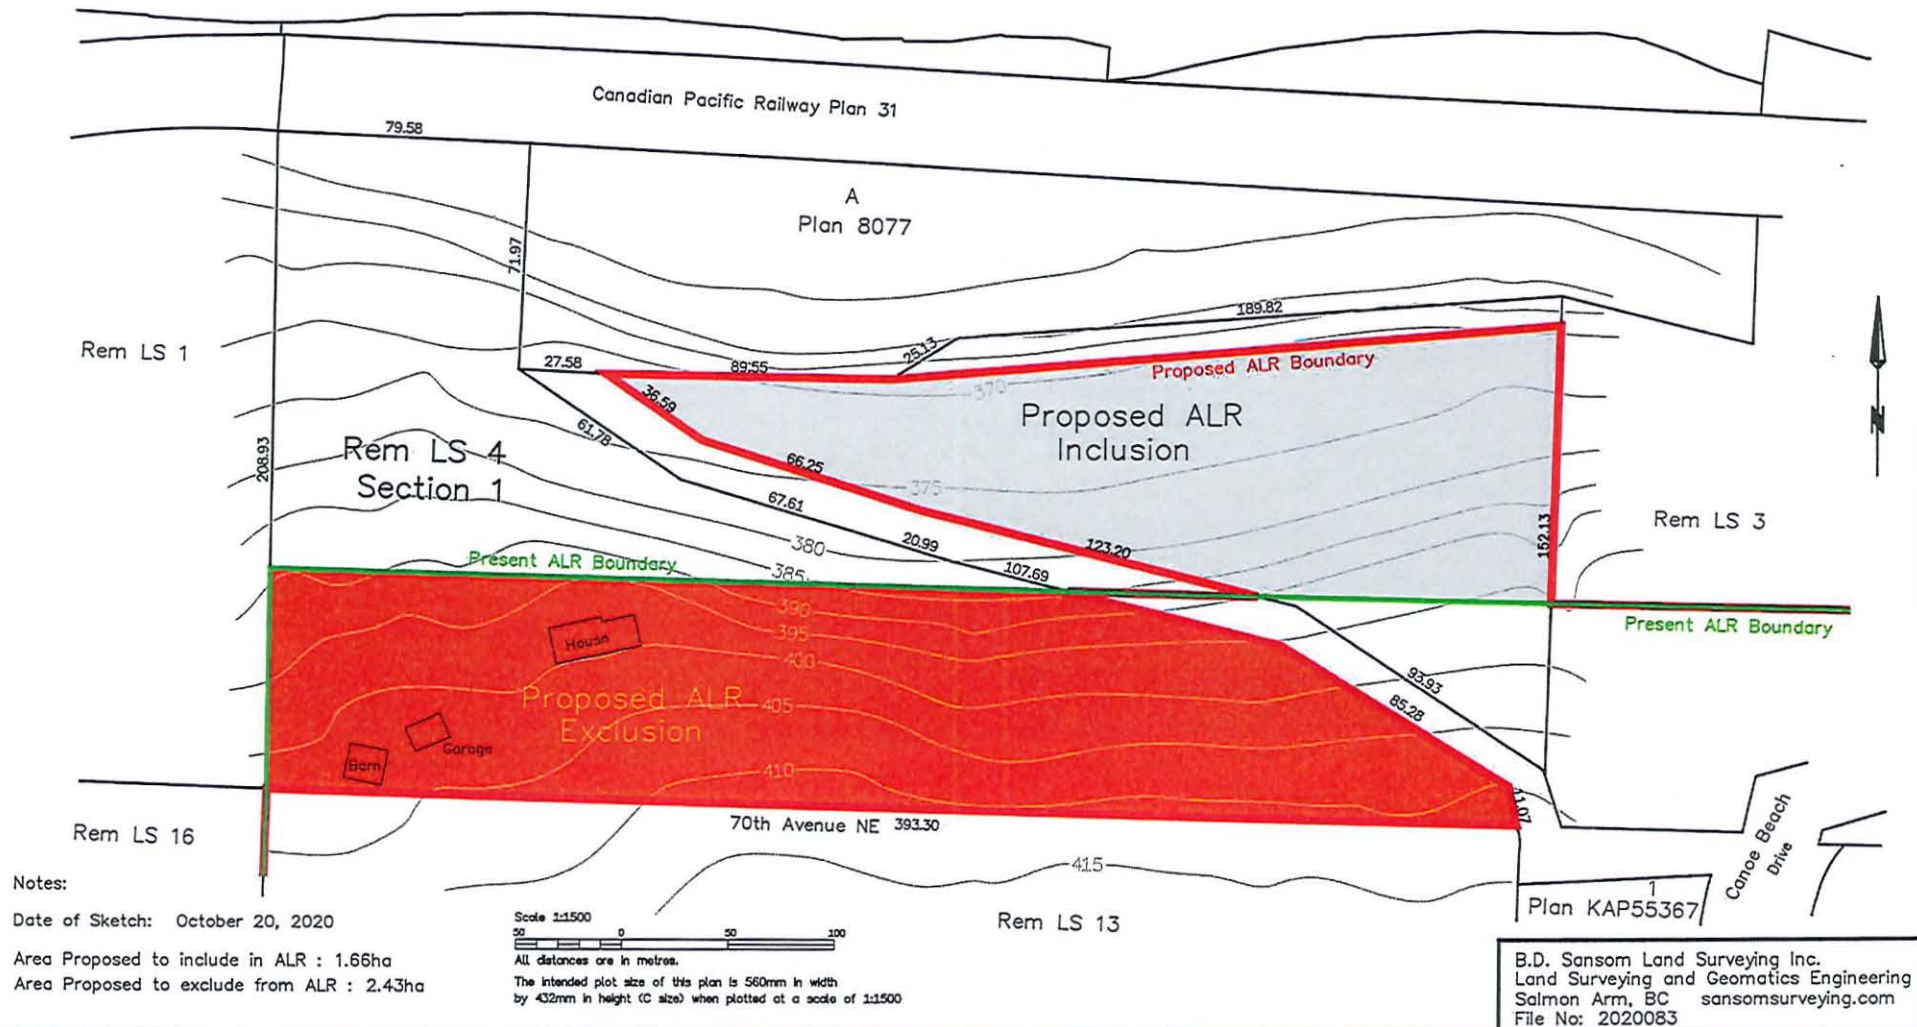 Canadian Pacific Railway Plan 31
79.58
A
Plan 8077
71.97
189.82
25.13
Rem LS 1
27.58
89.55
Proposed ALR Boundary
370
36.59
Proposed ALR
Inclusion
61.78
208.93
Rem LS 4
Section 1
66.25
375
67.61
Rem LS 3
152.13
N
380
20.99
123.20
Present ALR Boundary
385
107.69
390
Present ALR Boundary
395
House
400
93.93
Proposed ALR
Exclusion
405
85.28
Garage
Barn
410
11.07
70th Avenue NE 393.30
Rem LS 16
415
Canoe Beach
Drive
1
Plan KAP55367
Rem LS 13
Notes:
Date of Sketch: October 20, 2020
Area Proposed to include in ALR : 1.66ha
Area Proposed to exclude from ALR : 2.43ha
Scale 1:1500
50 0 50 100
All distances are in metres.
The intended plot size of this plan is 560mm in width
by 432mm in height (C size) when plotted at a scale of 1:1500
B.D. Sansom Land Surveying Inc.
Land Surveying and Geomatics Engineering
Salmon Arm, BC sansomsurveying.com
File No: 2020083